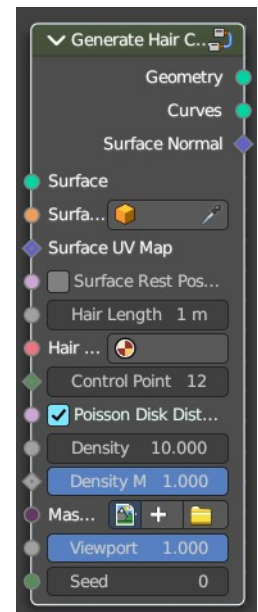 Generate Hair C...
Geometry
Curves
Surface Normal
Surface
Surfa...
Surface UV Map
Surface Rest Pos...
Hair Length 1 m
Hair ...
Control Point 12
Poisson Disk Dist...
Density 10.000
Density M 1.000
Mas...
Viewport 1.000
Seed 0